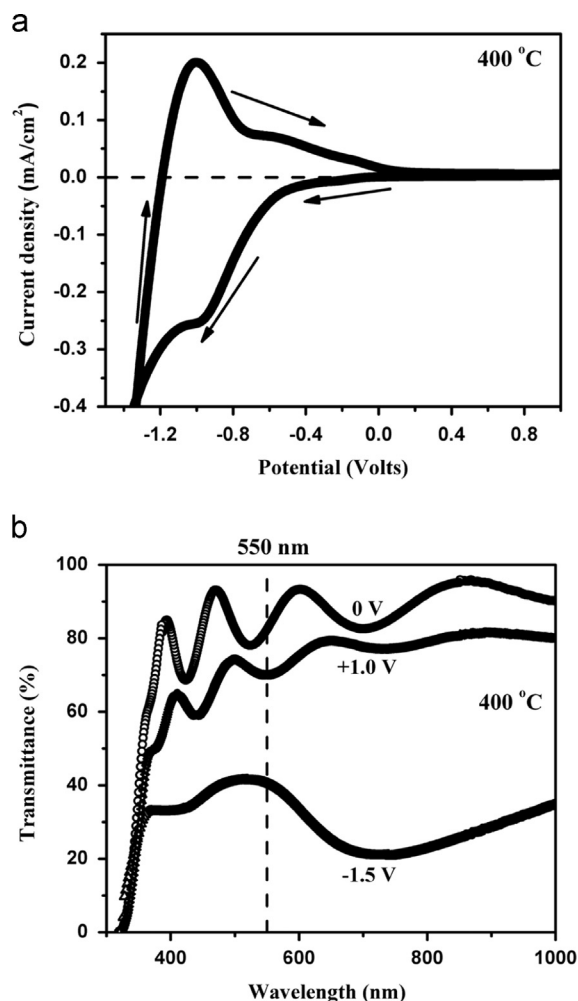 a
400 °C
0.2
0.1
0.0
-0.1
-0.2
-0.3
-0.4
Current density (mA/cm²)
-1.2 -0.8 -0.4 0.0 0.4 0.8
Potential (Volts)
b
550 nm
100
80
60
40
20
0
Transmittance (%)
0 V
+1.0 V
400 °C
-1.5 V
400 600 800 1000
Wavelength (nm)